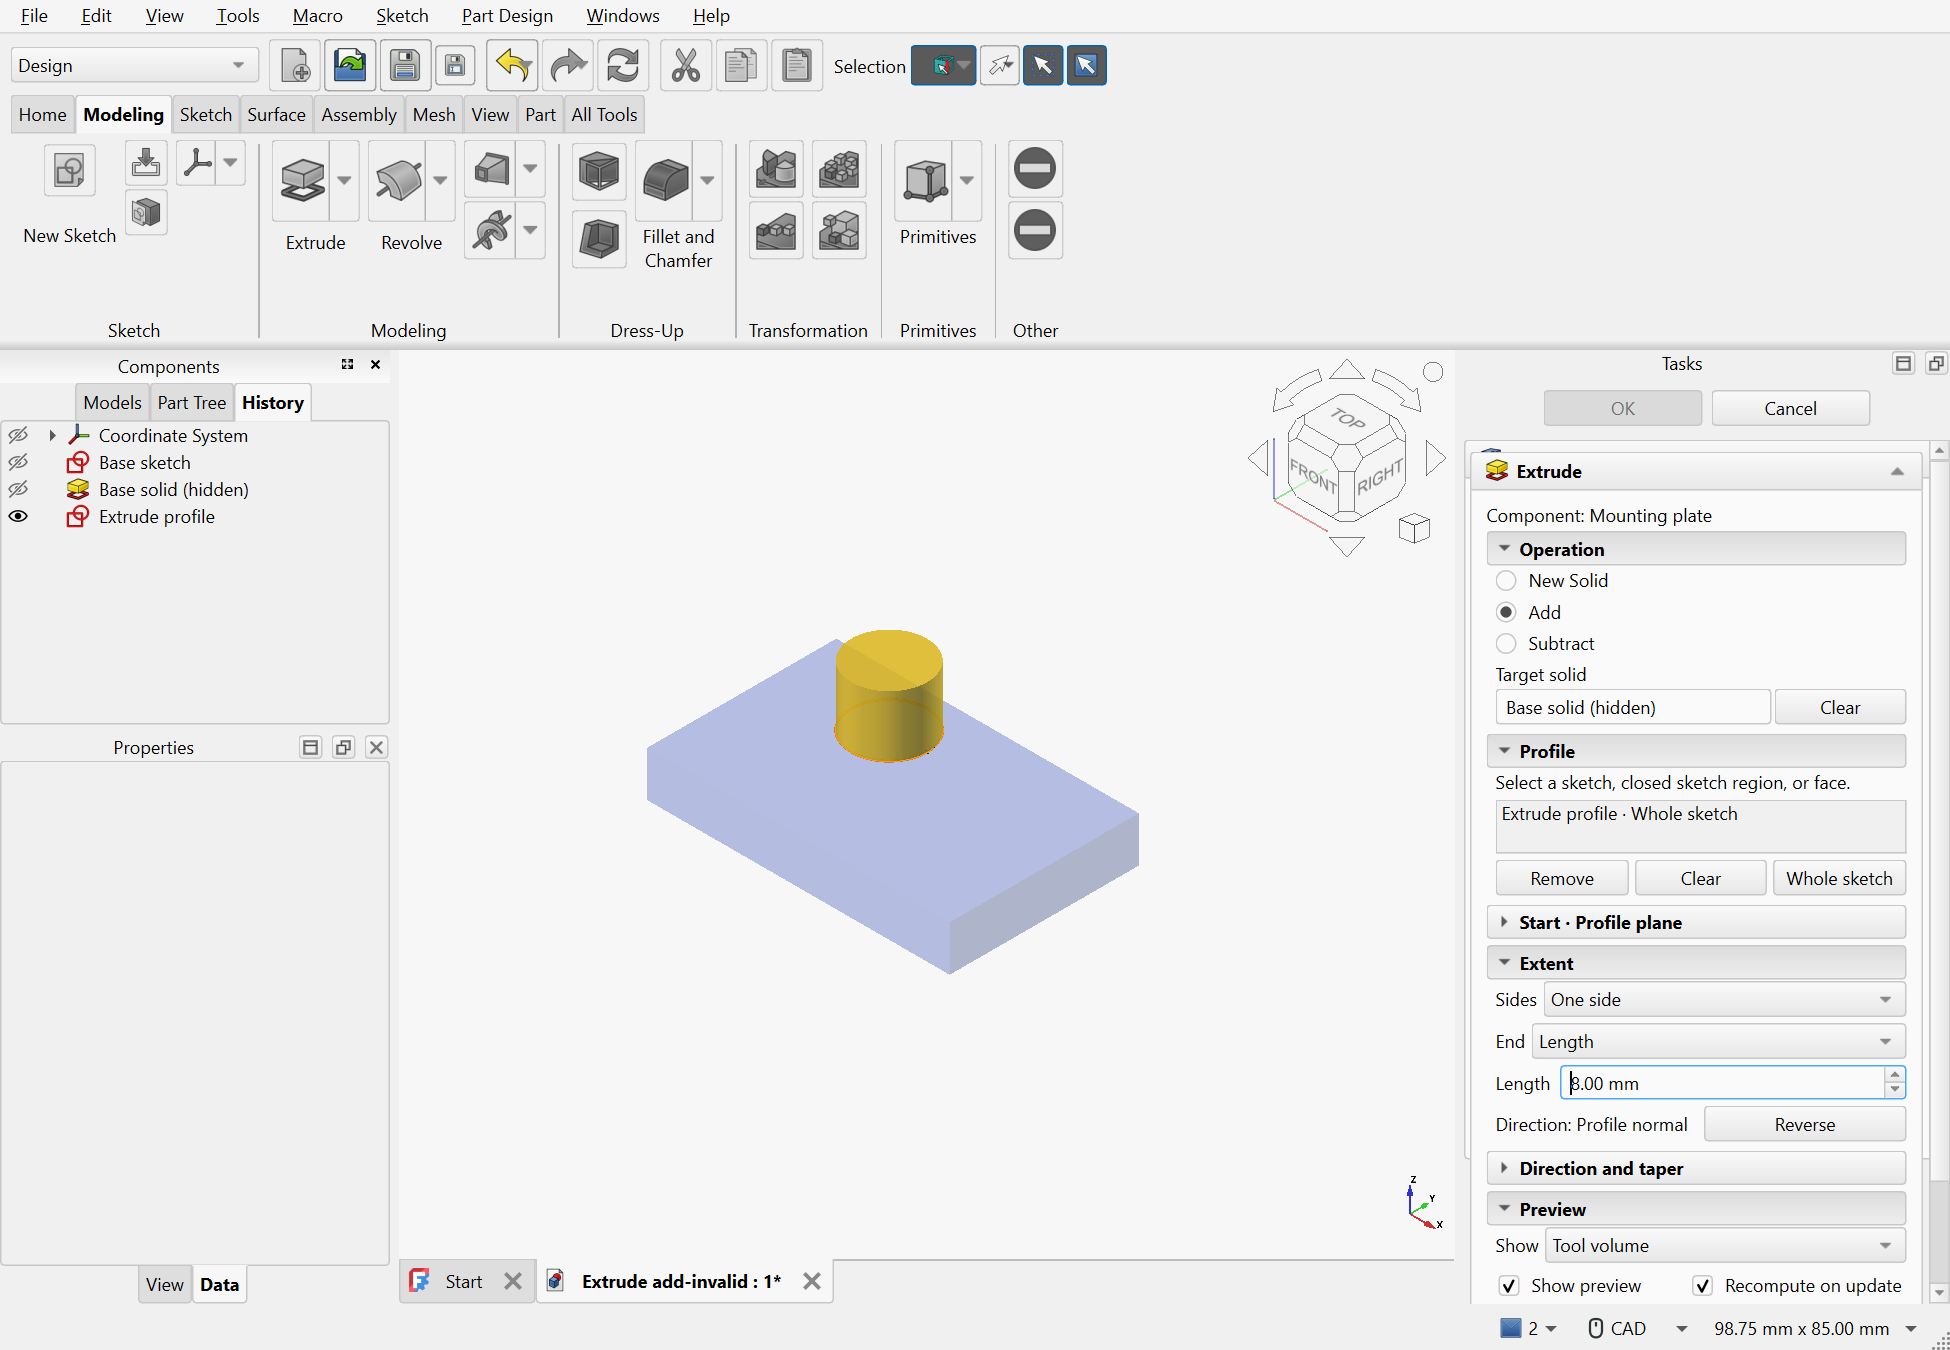 File Edit View Tools Macro Sketch Part Design Windows Help
Design Selection
Home Modeling Sketch Surface Assembly Mesh View Part All Tools
New Sketch Extrude Revolve Fillet and Chamfer Primitives
Sketch Modeling Dress-Up Transformation Primitives Other
Components
Models Part Tree History
Coordinate System
Base sketch
Base solid (hidden)
Extrude profile
Properties
View Data
TOP
FRONT RIGHT
Z
Y
X
Start Extrude add-invalid : 1*
Tasks
OK Cancel
Extrude
Component: Mounting plate
Operation
New Solid
Add
Subtract
Target solid
Base solid (hidden) Clear
Profile
Select a sketch, closed sketch region, or face.
Extrude profile · Whole sketch
Remove Clear Whole sketch
Start · Profile plane
Extent
Sides One side
End Length
Length 8.00 mm
Direction: Profile normal Reverse
Direction and taper
Preview
Show Tool volume
Show preview Recompute on update
2 CAD 98.75 mm x 85.00 mm